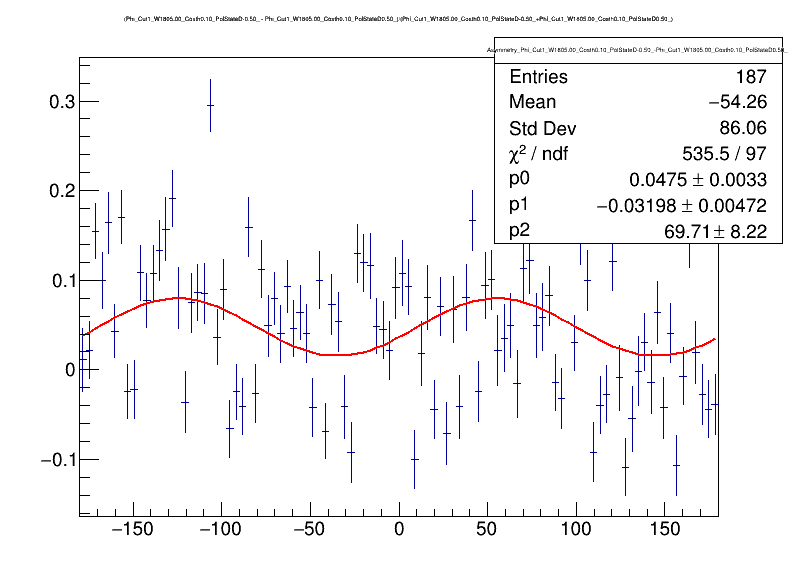 (Phi_Cut1_W1805.00_Costh0.10_PolStateD-0.50_ - Phi_Cut1_W1805.00_Costh0.10_PolStateD0.50_)/(Phi_Cut1_W1805.00_Costh0.10_PolStateD-0.50_+Phi_Cut1_W1805.00_Costh0.10_PolStateD0.50_)
Asymmetry_Phi_Cut1_W1805.00_Costh0.10_PolStateD-0.50_-Phi_Cut1_W1805.00_Costh0.10_PolStateD0.50_
Entries 187
Mean −54.26
Std Dev 86.06
χ² / ndf 535.5 / 97
p0 0.0475 ± 0.0033
p1 −0.03198 ± 0.00472
p2 69.71 ± 8.22
0.3
0.2
0.1
0
−0.1
−150 −100 −50 0 50 100 150